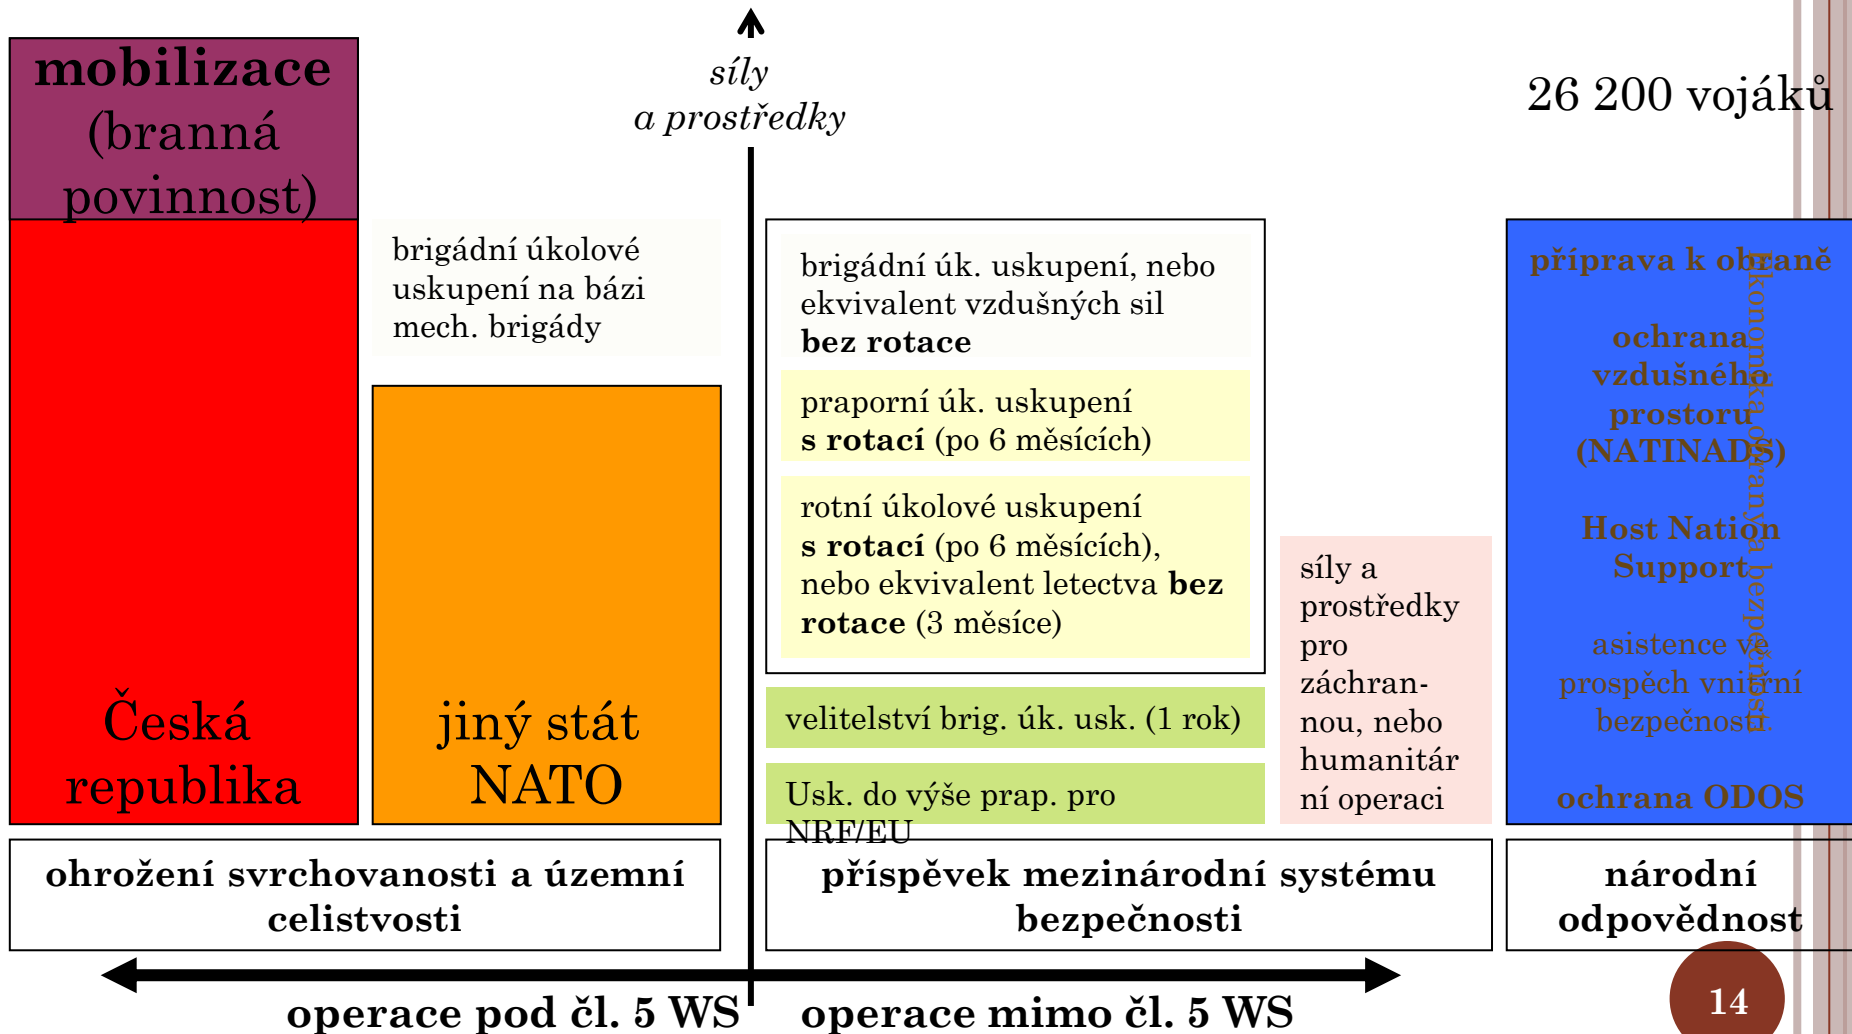 mobilizace
(branná
povinnost)
Česká
republika
brigádní úkolové
uskupení na bázi
mech. brigády
jiný stát
NATO
síly
a prostředky
26 200 vojáků
brigádní úk. uskupení, nebo
ekvivalent vzdušných sil
bez rotace
praporní úk. uskupení
s rotací (po 6 měsících)
rotní úkolové uskupení
s rotací (po 6 měsících),
nebo ekvivalent letectva bez
rotace (3 měsíce)
velitelství brig. úk. usk. (1 rok)
Usk. do výše prap. pro
NRF/EU
síly a
prostředky
pro
záchran-
nou, nebo
humanitár
ní operaci
příprava k obraně
ochrana
vzdušného
prostoru
(NATINADS)
Host Nation
Support
asistence ve
prospěch vnitřní
bezpečnosti
ochrana ODOS
Ekonomika obrany a bezpečnosti
ohrožení svrchovanosti a územní
celistvosti
příspěvek mezinárodní systému
bezpečnosti
národní
odpovědnost
operace pod čl. 5 WS
operace mimo čl. 5 WS
14